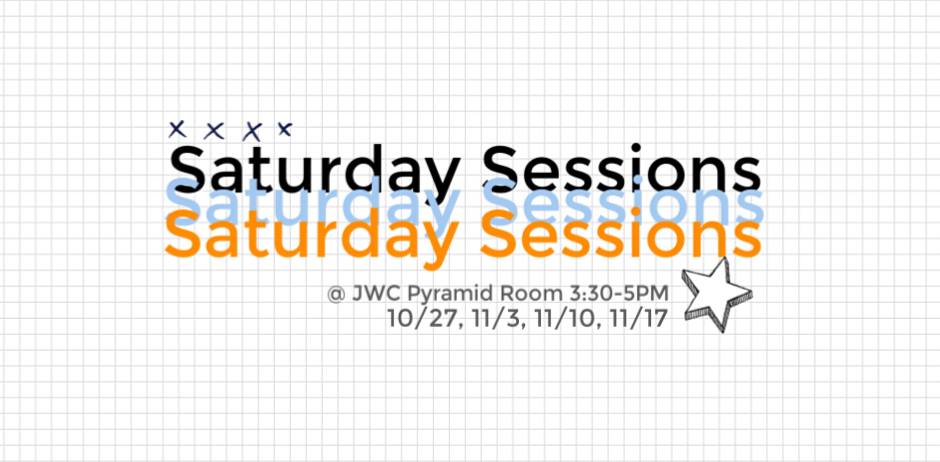 x x x x
Saturday Sessions
Saturday Sessions
Saturday Sessions
@ JWC Pyramid Room 3:30-5PM
10/27, 11/3, 11/10, 11/17